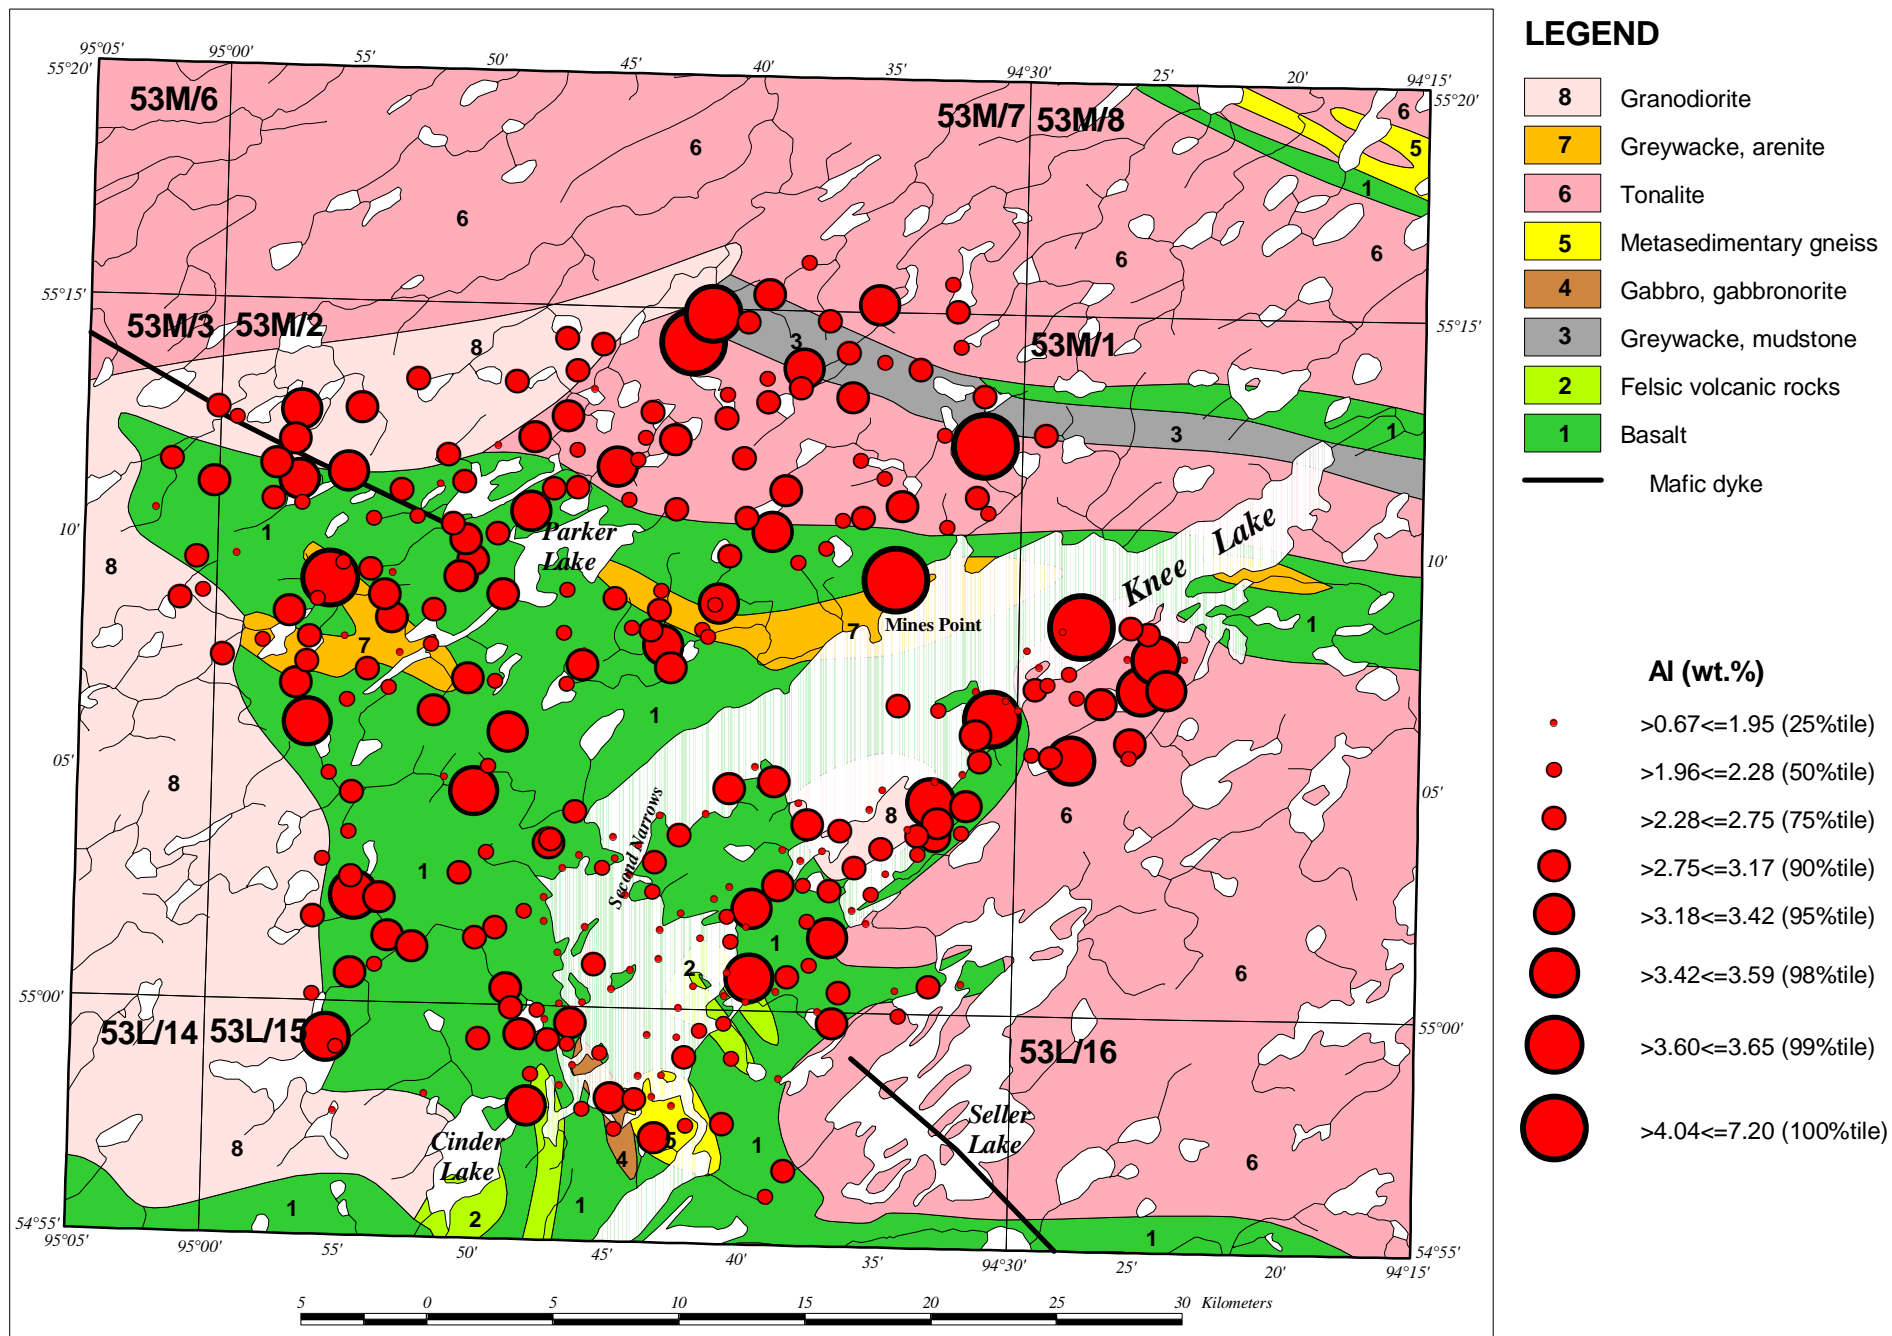 LEGEND
8 Granodiorite
7 Greywacke, arenite
6 Tonalite
5 Metasedimentary gneiss
4 Gabbro, gabbronorite
3 Greywacke, mudstone
2 Felsic volcanic rocks
1 Basalt
Mafic dyke
Al (wt.%)
>0.67<=1.95 (25%tile)
>1.96<=2.28 (50%tile)
>2.28<=2.75 (75%tile)
>2.75<=3.17 (90%tile)
>3.18<=3.42 (95%tile)
>3.42<=3.59 (98%tile)
>3.60<=3.65 (99%tile)
>4.04<=7.20 (100%tile)
95°05' 95°00' 55' 50' 45' 40' 35' 94°30' 25' 20' 94°15'
55°20' 55°20'
53M/6 53M/7 53M/8
6
5
6
1
6
6
6
6
55°15' 55°15'
53M/3 53M/2 53M/1
8
3
1
3
10' 10'
1
Parker
Lake
Knee Lake
8
7
7
Mines Point
1
1
05' 05'
8
8
6
Second Narrows
1
1
2
6
55°00' 55°00'
53L/14 53L/15 53L/16
Seller
Lake
Cinder
Lake
8
5
4
1
6
1
2
1
1
54°55' 54°55'
95°05' 95°00' 55' 50' 45' 40' 35' 94°30' 25' 20' 94°15'
5 0 5 10 15 20 25 30 Kilometers